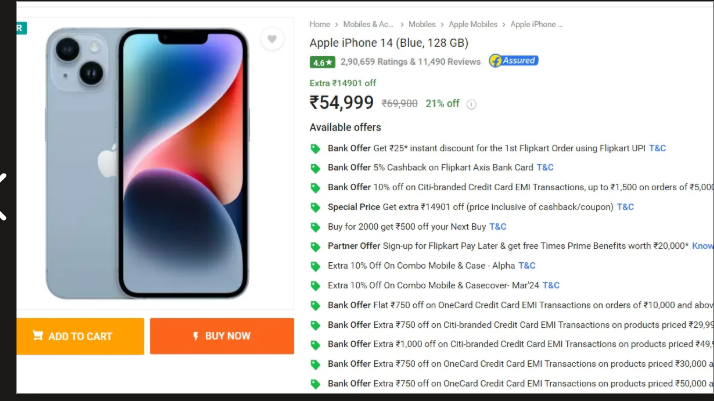 R
Home > Mobiles & Ac... > Mobiles > Apple Mobiles > Apple iPhone ...
Apple iPhone 14 (Blue, 128 GB)
4.6★ 2,90,659 Ratings & 11,490 Reviews Assured
Extra ₹14901 off
₹54,999 ₹69,900 21% off
Available offers
Bank Offer Get ₹25* instant discount for the 1st Flipkart Order using Flipkart UPI T&C
Bank Offer 5% Cashback on Flipkart Axis Bank Card T&C
Bank Offer 10% off on Citi-branded Credit Card EMI Transactions, up to ₹1,500 on orders of ₹5,000
Special Price Get extra ₹14901 off (price inclusive of cashback/coupon) T&C
Buy for 2000 get ₹500 off your Next Buy T&C
Partner Offer Sign-up for Flipkart Pay Later & get free Times Prime Benefits worth ₹20,000* Know
Extra 10% Off On Combo Mobile & Case - Alpha T&C
Extra 10% Off On Combo Mobile & Casecover- Mar'24 T&C
Bank Offer Flat ₹750 off on OneCard Credit Card EMI Transactions on orders of ₹10,000 and abov
Bank Offer Extra ₹750 off on Citi-branded Credit Card EMI Transactions on products priced ₹29,99
Bank Offer Extra ₹1,000 off on Citi-branded Credit Card EMI Transactions on products priced ₹49,9
Bank Offer Extra ₹750 off on OneCard Credit Card EMI Transactions on products priced ₹30,000 a
Bank Offer Extra ₹750 off on OneCard Credit Card EMI Transactions on products priced ₹50,000 a
ADD TO CART
BUY NOW